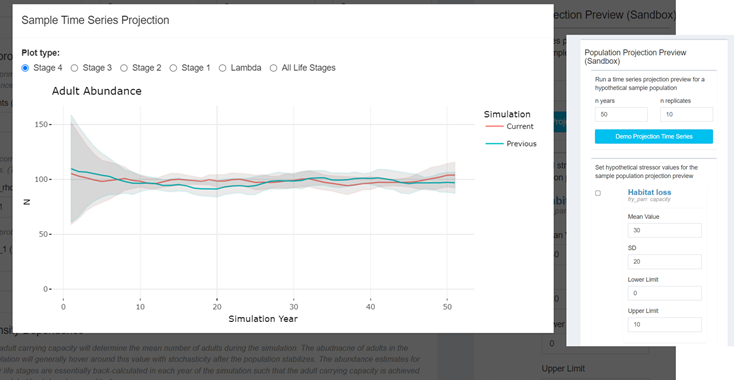 Sample Time Series Projection
Plot type:
Stage 4 Stage 3 Stage 2 Stage 1 Lambda All Life Stages
Adult Abundance
Simulation
Current
Previous
150
100
50
0
N
0 10 20 30 40 50
Simulation Year
ection Preview (Sandbox)
Population Projection Preview
(Sandbox)
Run a time series projection preview for a
hypothetical sample population
n years n replicates
50 10
Demo Projection Time Series
Set hypothetical stressor values for the
sample population projection preview
Habitat loss
fry_parr capacity
Mean Value
30
SD
20
Lower Limit
0
Upper Limit
10
nsity Dependence
adult carrying capacity will determine the mean number of adults during the simulation. The abudnacne of adults in the
lation will generally hover around this value with stochasticity after the population stabilizes. The abundance estimates for
life stages are essentially back-calculated in each year of the simulation such that the adult carrying capacity is achieved
0
Upper Limit